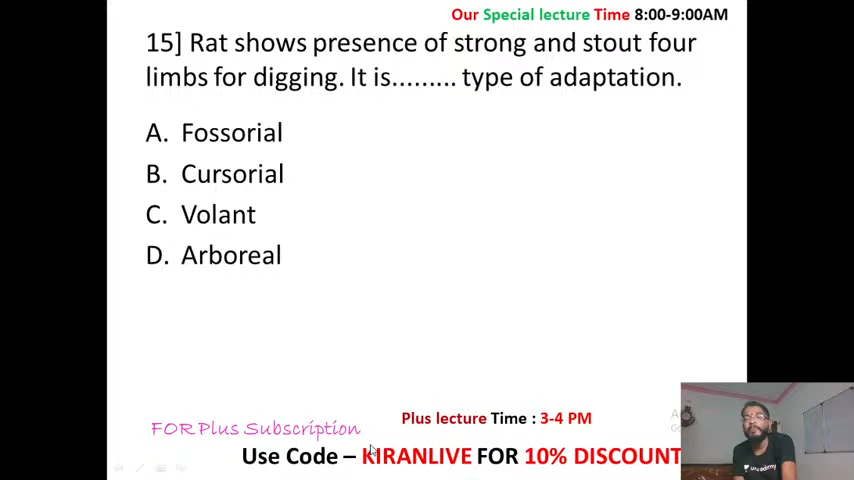 Our Special lecture Time 8:00-9:00AM
15] Rat shows presence of strong and stout four
limbs for digging. It is......... type of adaptation.
A. Fossorial
B. Cursorial
C. Volant
D. Arboreal
Plus lecture Time : 3-4 PM
FOR Plus Subscription
Use Code – KIRANLIVE FOR 10% DISCOUNT
unacademy